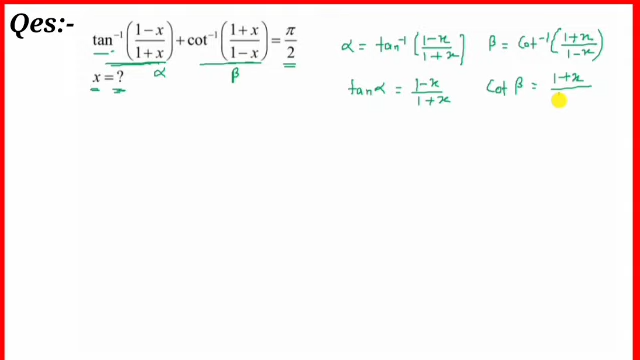 Qes:-
tan⁻¹((1−x)/(1+x)) + cot⁻¹((1+x)/(1−x)) = π/2
α β
x = ?
α = tan⁻¹[(1−x)/(1+x)] β = cot⁻¹((1+x)/(1−x))
tan α = (1−x)/(1+x) cot β = (1+x)/